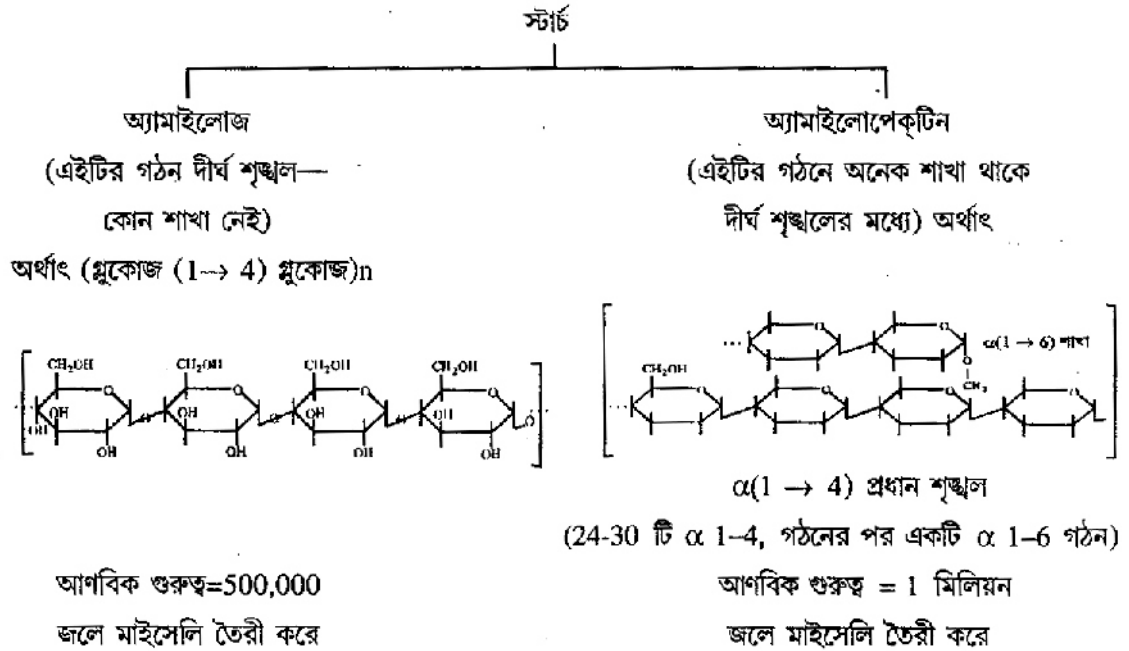 স্টার্চ
অ্যামাইলোজ
(এইটির গঠন দীর্ঘ শৃঙ্খল—
কোন শাখা নেই)
অর্থাৎ (গ্লুকোজ (1→ 4) গ্লুকোজ)n
CH₂OH CH₂OH CH₂OH CH₂OH
O O O O
O O O O
OH OH OH OH
OH
OH OH OH OH
আণবিক গুরুত্ব=500,000
জলে মাইসেলি তৈরী করে
অ্যামাইলোপেক্‌টিন
(এইটির গঠনে অনেক শাখা থাকে
দীর্ঘ শৃঙ্খলের মধ্যে) অর্থাৎ
O O
α(1 → 6) শাখা
O
CH₂OH CH₂
O O O O
α(1 → 4) প্রধান শৃঙ্খল
(24-30 টি α 1–4, গঠনের পর একটি α 1–6 গঠন)
আণবিক গুরুত্ব = 1 মিলিয়ন
জলে মাইসেলি তৈরী করে